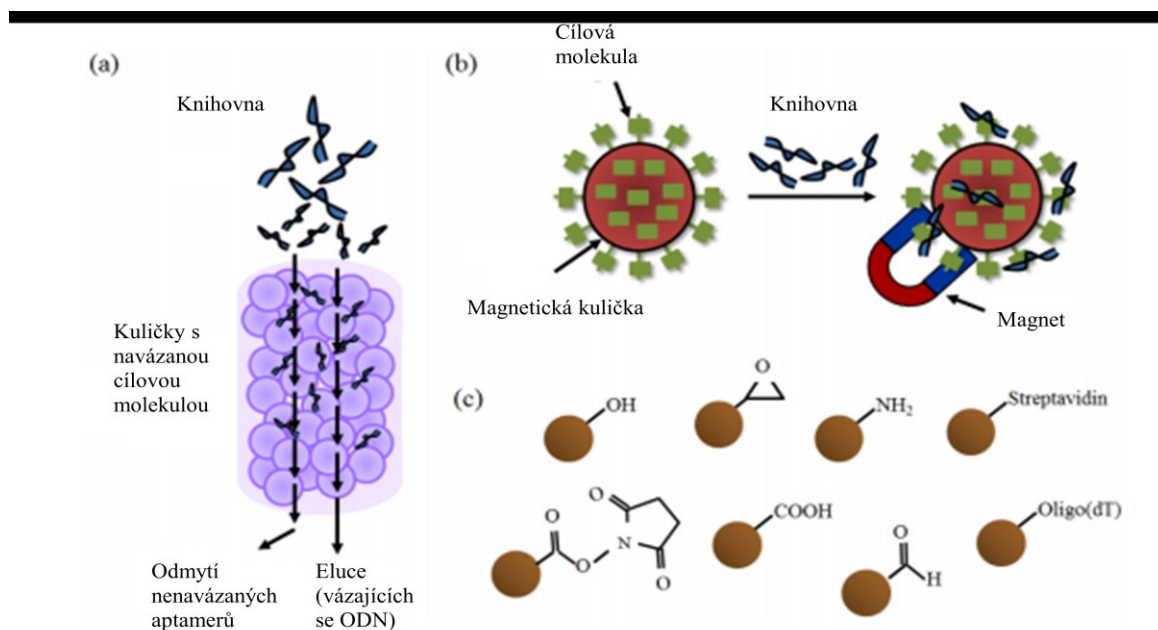 (a)
Knihovna
Kuličky s
navázanou
cílovou
molekulou
Odmytí
nenavázaných
aptamerů
Eluce
(vázajících
se ODN)
(b)
Cílová
molekula
Knihovna
Magnetická kulička
Magnet
(c)
OH
O
NH2
Streptavidin
O
O
N
O
O
COOH
O
H
Oligo(dT)